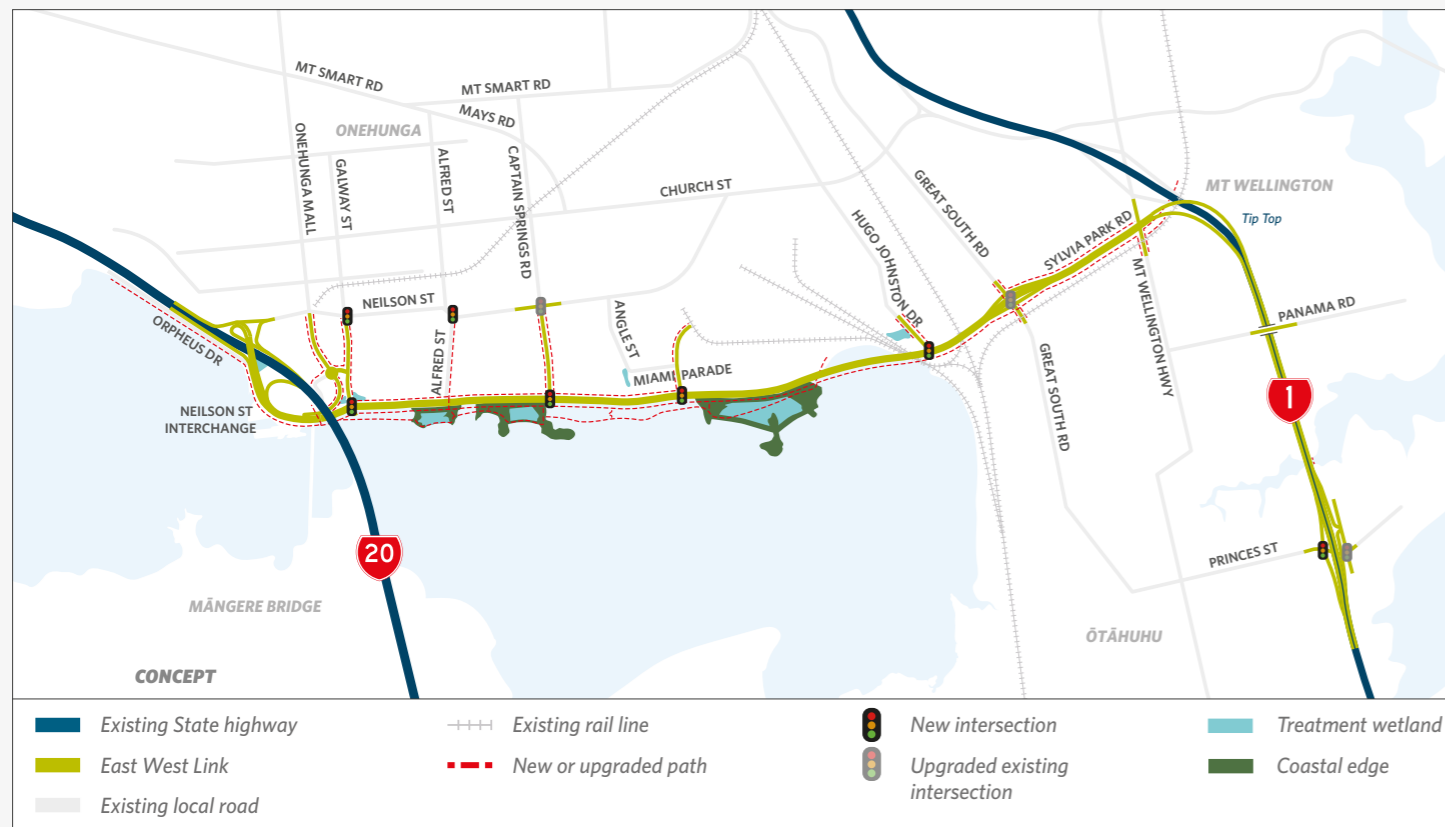 MT SMART RD
MT SMART RD
MAYS RD
ONEHUNGA
ONEHUNGA MALL
GALWAY ST
ALFRED ST
CAPTAIN SPRINGS RD
CHURCH ST
GREAT SOUTH RD
HUGO JOHNSTON DR
SYLVIA PARK RD
MT WELLINGTON
Tip Top
MT WELLINGTON HWY
PANAMA RD
NEILSON ST
ORPHEUS DR
ALFRED ST
ANGLE ST
MIAMI PARADE
GREAT SOUTH RD
NEILSON ST
INTERCHANGE
1
20
PRINCES ST
MĀNGERE BRIDGE
ŌTĀHUHU
CONCEPT
Existing State highway
East West Link
Existing local road
Existing rail line
New or upgraded path
New intersection
Upgraded existing
intersection
Treatment wetland
Coastal edge